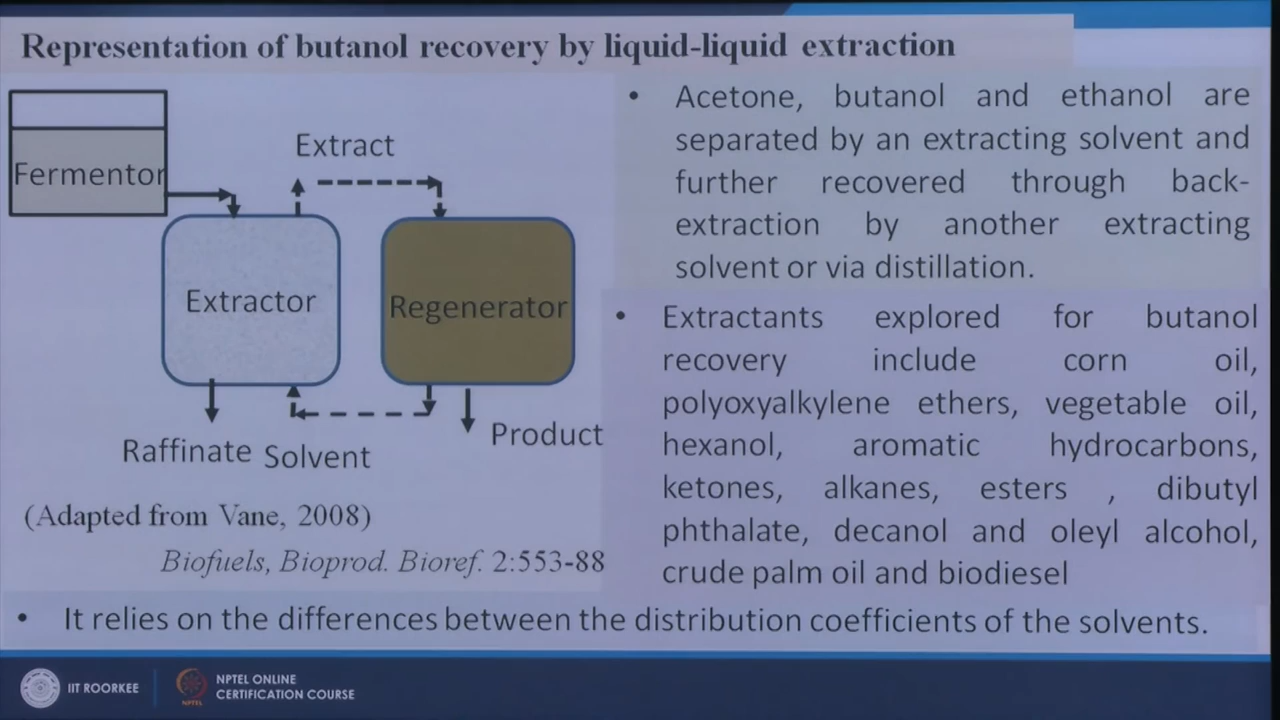 Representation of butanol recovery by liquid-liquid extraction
Fermentor
Extract
Extractor
Regenerator
Raffinate
Solvent
Product
(Adapted from Vane, 2008)
Biofuels, Bioprod. Bioref. 2:553-88
• Acetone, butanol and ethanol are
separated by an extracting solvent and
further recovered through back-
extraction by another extracting
solvent or via distillation.
• Extractants explored for butanol
recovery include corn oil,
polyoxyalkylene ethers, vegetable oil,
hexanol, aromatic hydrocarbons,
ketones, alkanes, esters , dibutyl
phthalate, decanol and oleyl alcohol,
crude palm oil and biodiesel
• It relies on the differences between the distribution coefficients of the solvents.
IIT ROORKEE
NPTEL
NPTEL ONLINE
CERTIFICATION COURSE